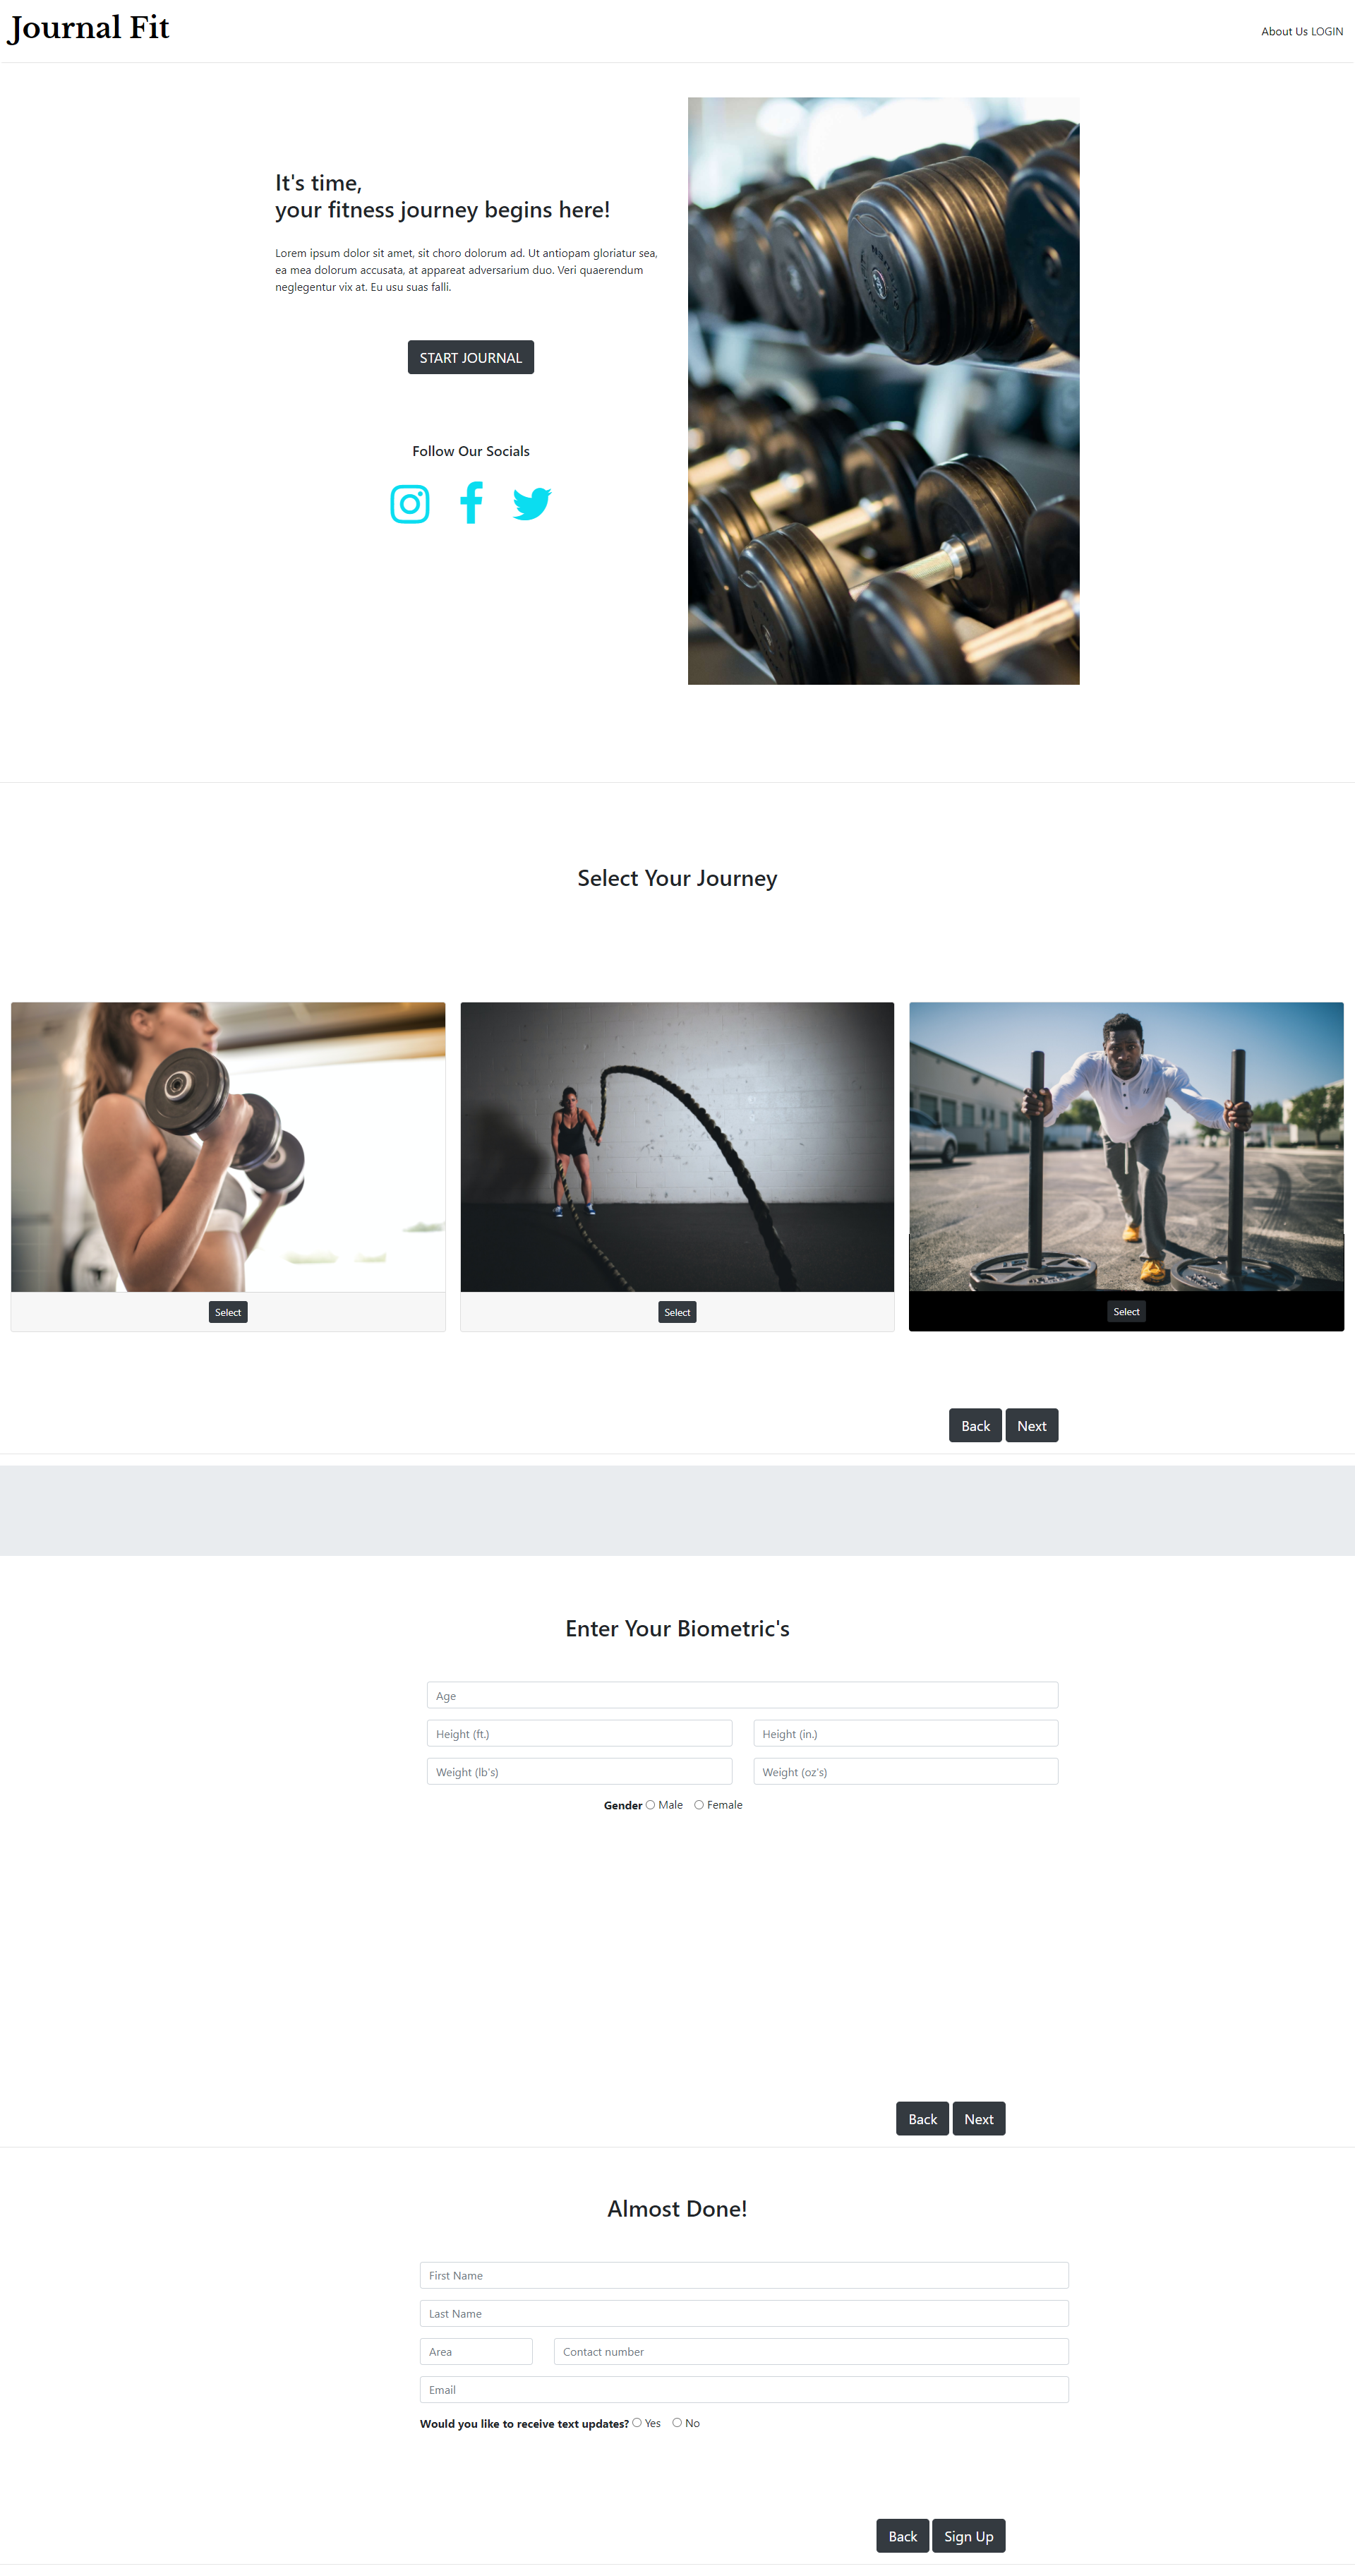 Journal Fit
About Us LOGIN
It's time,
your fitness journey begins here!
Lorem ipsum dolor sit amet, sit choro dolorum ad. Ut antiopam gloriatur sea,
ea mea dolorum accusata, at appareat adversarium duo. Veri quaerendum
neglegentur vix at. Eu usu suas falli.
START JOURNAL
Follow Our Socials
Select Your Journey
Select
Select
Select
Back Next
Enter Your Biometric's
Age
Height (ft.) Height (in.)
Weight (lb's) Weight (oz's)
Gender Male Female
Back Next
Almost Done!
First Name
Last Name
Area Contact number
Email
Would you like to receive text updates? Yes No
Back Sign Up